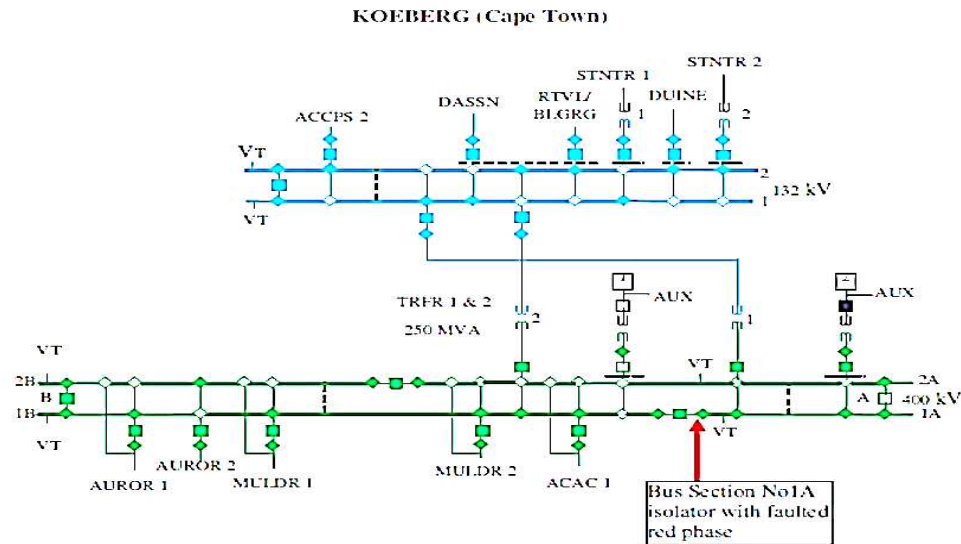 KOEBERG (Cape Town)
STNTR 2
STNTR 1
RTVL/
BLGRG
DUINE
DASSN
ACCPS 2
1
2
VT
2
132 kV
1
VT
TRFR 1 & 2
250 MVA
2
AUX
1
AUX
VT
VT
2B
2A
B
A
400 kV
1B
1A
VT
VT
AUROR 1
AUROR 2
MULDR 1
MULDR 2
ACAC 1
Bus Section No1A
isolator with faulted
red phase